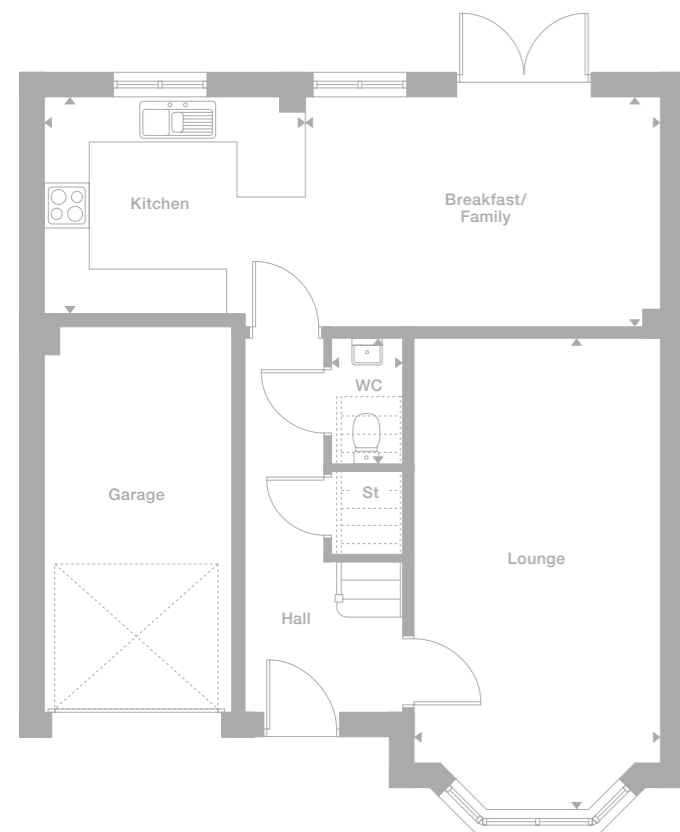 Kitchen
Breakfast/
Family
WC
Garage
St
Lounge
Hall